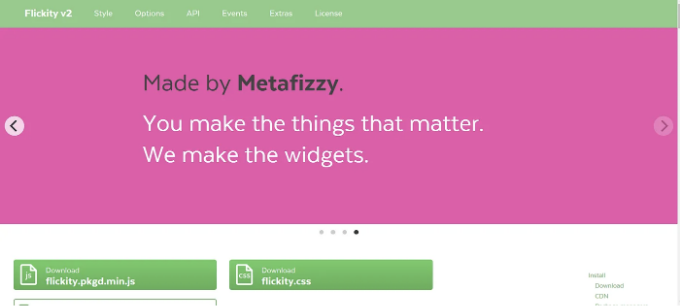 Flickity v2 Style Options API Events Extras License
Made by Metafizzy.
You make the things that matter.
We make the widgets.
js
Download
flickity.pkgd.min.js
CSS
Download
flickity.css
Install
Download
CDN